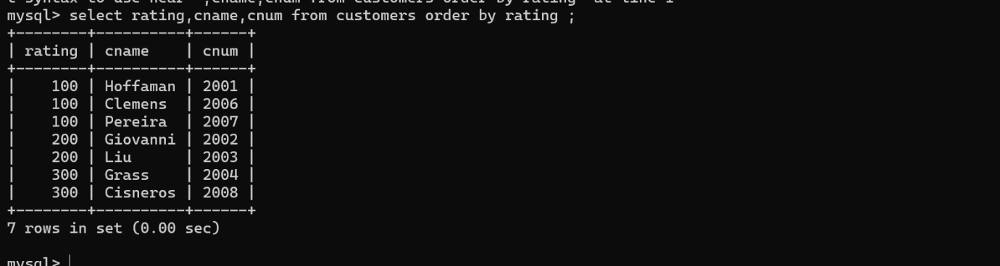 mysql> select rating,cname,cnum from customers order by rating ;
+--------+----------+------+
| rating | cname    | cnum |
+--------+----------+------+
|    100 | Hoffaman | 2001 |
|    100 | Clemens  | 2006 |
|    100 | Pereira  | 2007 |
|    200 | Giovanni | 2002 |
|    200 | Liu      | 2003 |
|    300 | Grass    | 2004 |
|    300 | Cisneros | 2008 |
+--------+----------+------+
7 rows in set (0.00 sec)
mysql>